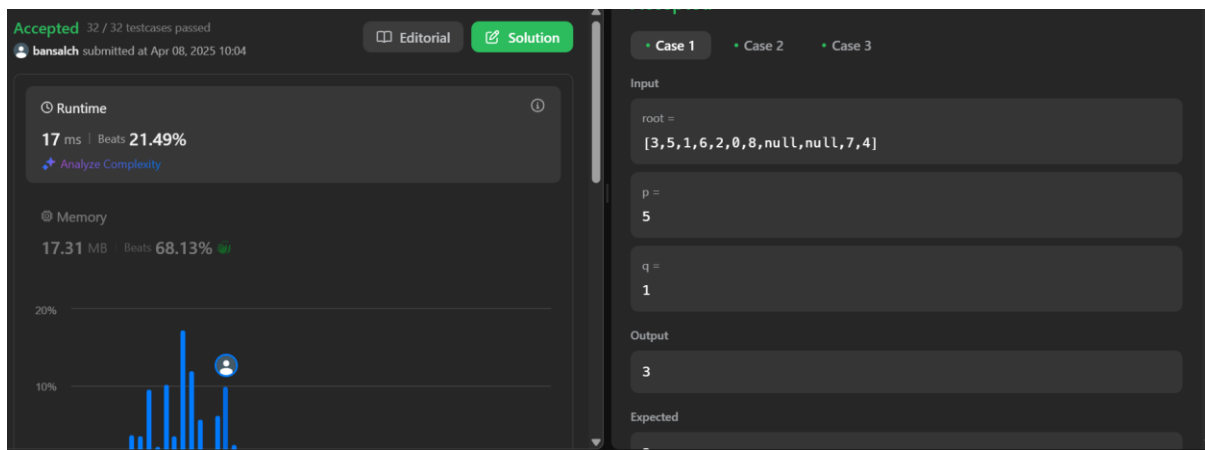 Accepted 32 / 32 testcases passed
bansalch submitted at Apr 08, 2025 10:04
Editorial
Solution
Runtime
17 ms | Beats 21.49%
Analyze Complexity
Memory
17.31 MB | Beats 68.13%
20%
10%
Case 1
Case 2
Case 3
Input
root =
[3,5,1,6,2,0,8,null,null,7,4]
p =
5
q =
1
Output
3
Expected